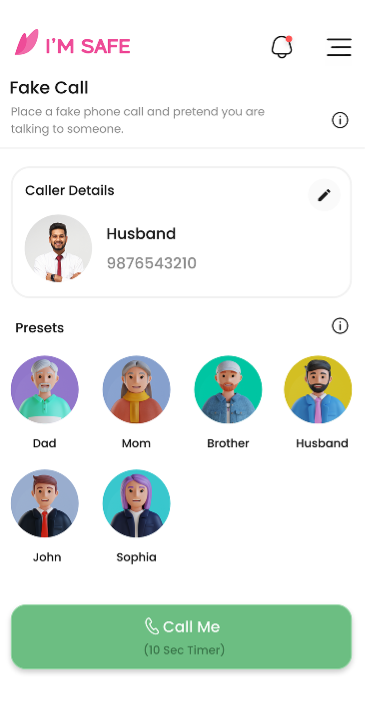 I'M SAFE
Fake Call
Place a fake phone call and pretend you are
talking to someone.
Caller Details
Husband
9876543210
Presets
Dad
Mom
Brother
Husband
John
Sophia
Call Me
(10 Sec Timer)